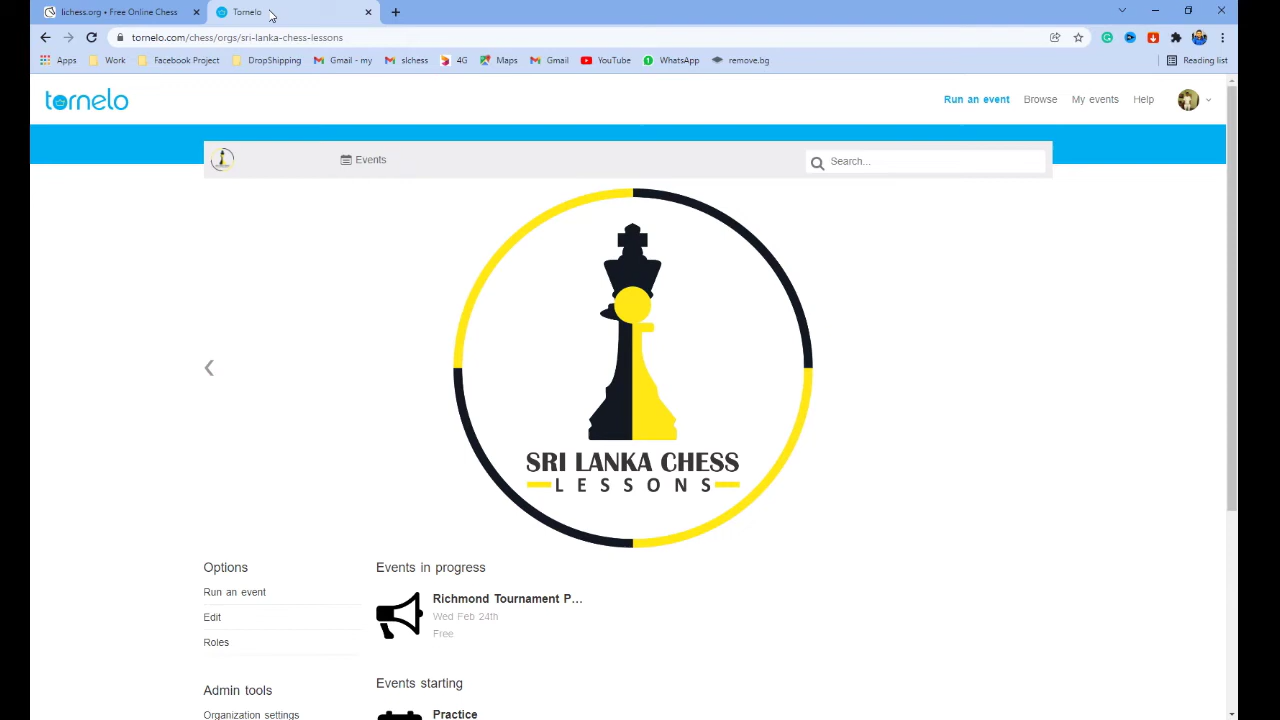 lichess.org • Free Online Chess
Tornelo
tornelo.com/chess/orgs/sri-lanka-chess-lessons
Apps Work Facebook Project DropShipping Gmail - my slchess 4G Maps Gmail YouTube WhatsApp remove.bg Reading list
tornelo
Run an event Browse My events Help
Events
Search...
SRI LANKA CHESS
LESSONS
Options
Run an event
Edit
Roles
Admin tools
Organization settings
Events in progress
Richmond Tournament P...
Wed Feb 24th
Free
Events starting
Practice